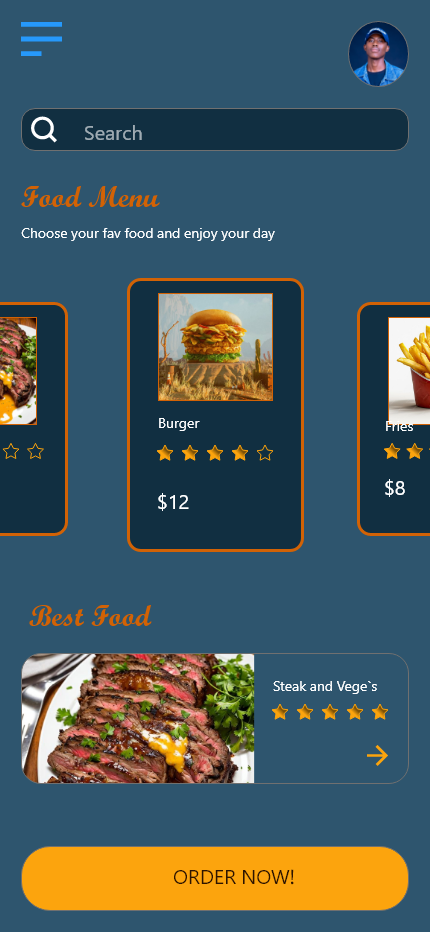 Search
Food Menu
Choose your fav food and enjoy your day
Burger
$12
Fries
$8
Best Food
Steak and Vege`s
ORDER NOW!